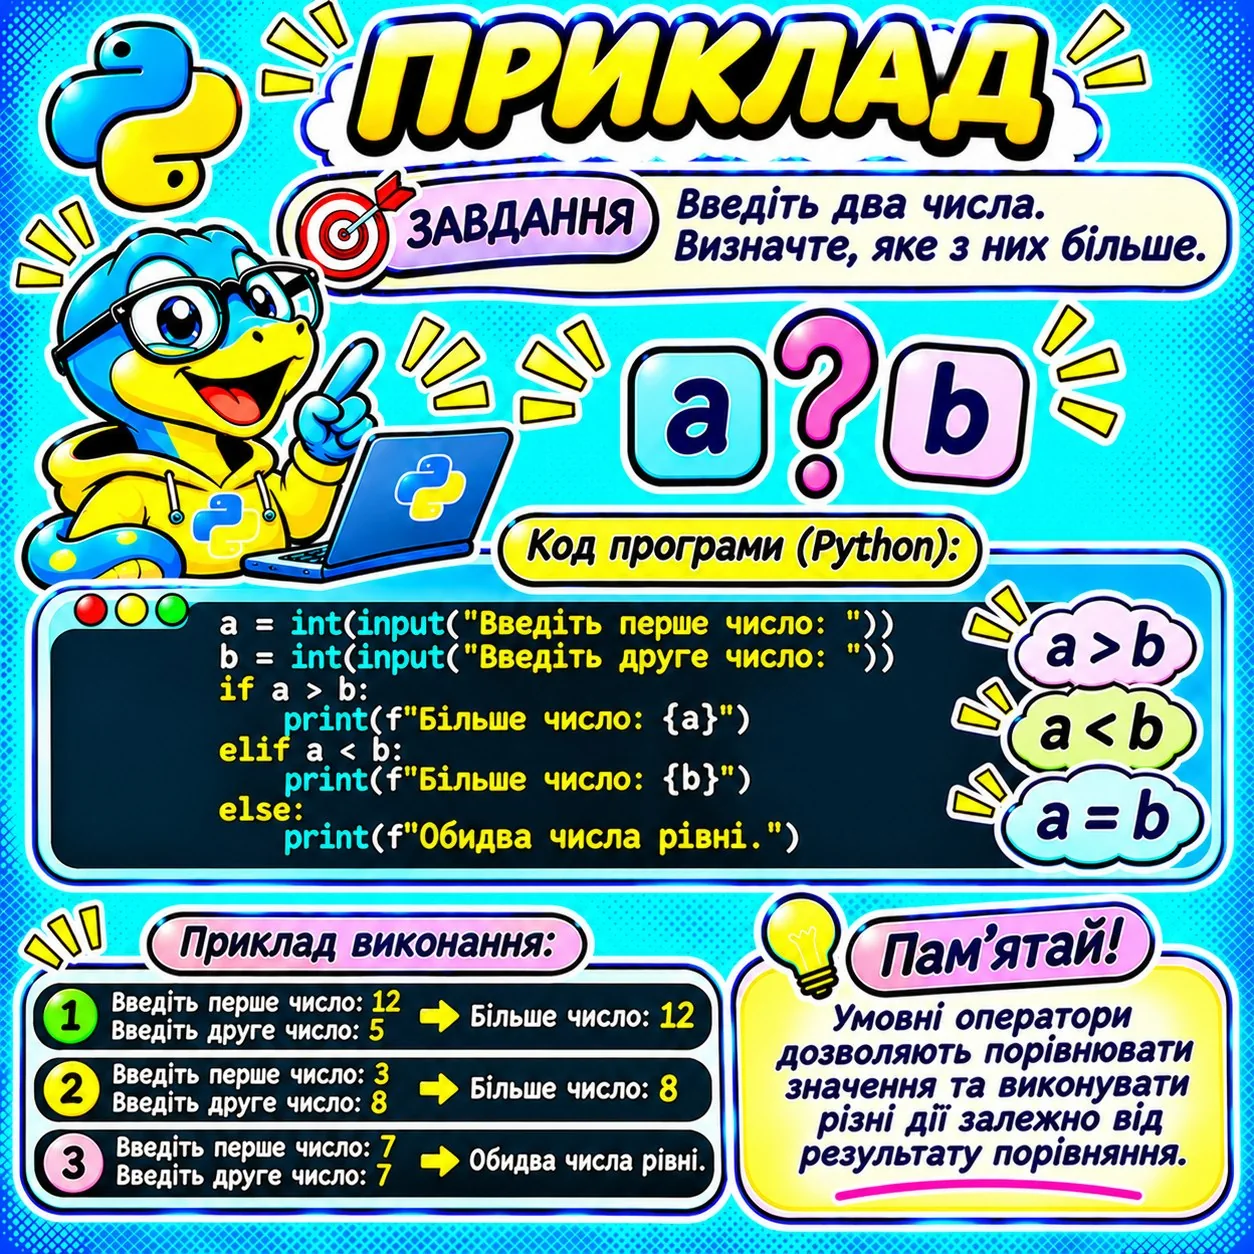 ПРИКЛАД
ЗАВДАННЯ
Введіть два числа.
Визначте, яке з них більше.
a ? b
Код програми (Python):
a = int(input("Введіть перше число: "))
b = int(input("Введіть друге число: "))
if a > b:
    print(f"Більше число: {a}")
elif a < b:
    print(f"Більше число: {b}")
else:
    print(f"Обидва числа рівні.")
a > b
a < b
a = b
Приклад виконання:
1
Введіть перше число: 12
Введіть друге число: 5
Більше число: 12
2
Введіть перше число: 3
Введіть друге число: 8
Більше число: 8
3
Введіть перше число: 7
Введіть друге число: 7
Обидва числа рівні.
Пам’ятай!
Умовні оператори
дозволяють порівнювати
значення та виконувати
різні дії залежно від
результату порівняння.